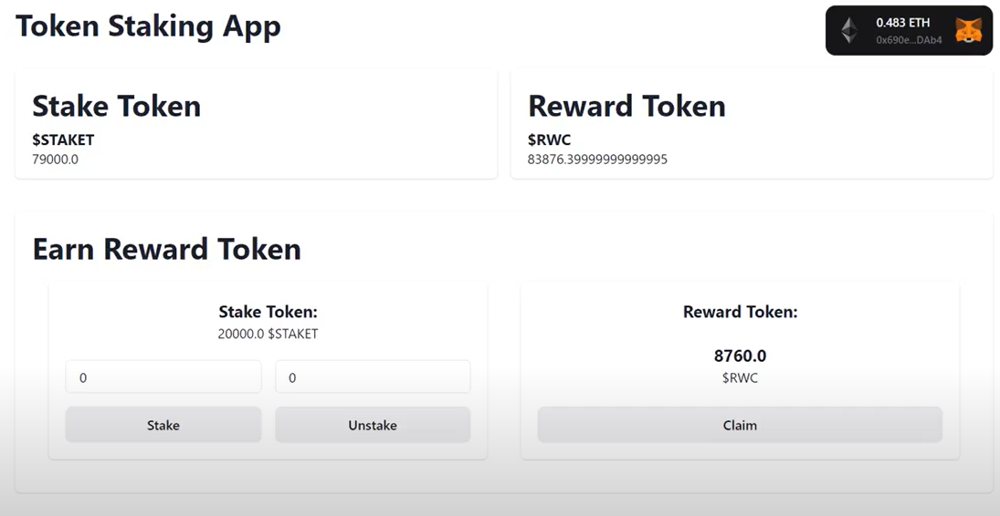 Token Staking App
0.483 ETH
0x690e...DAb4
Stake Token
$STAKET
79000.0
Reward Token
$RWC
83876.39999999999995
Earn Reward Token
Stake Token:
20000.0 $STAKET
0
0
Stake
Unstake
Reward Token:
8760.0
$RWC
Claim